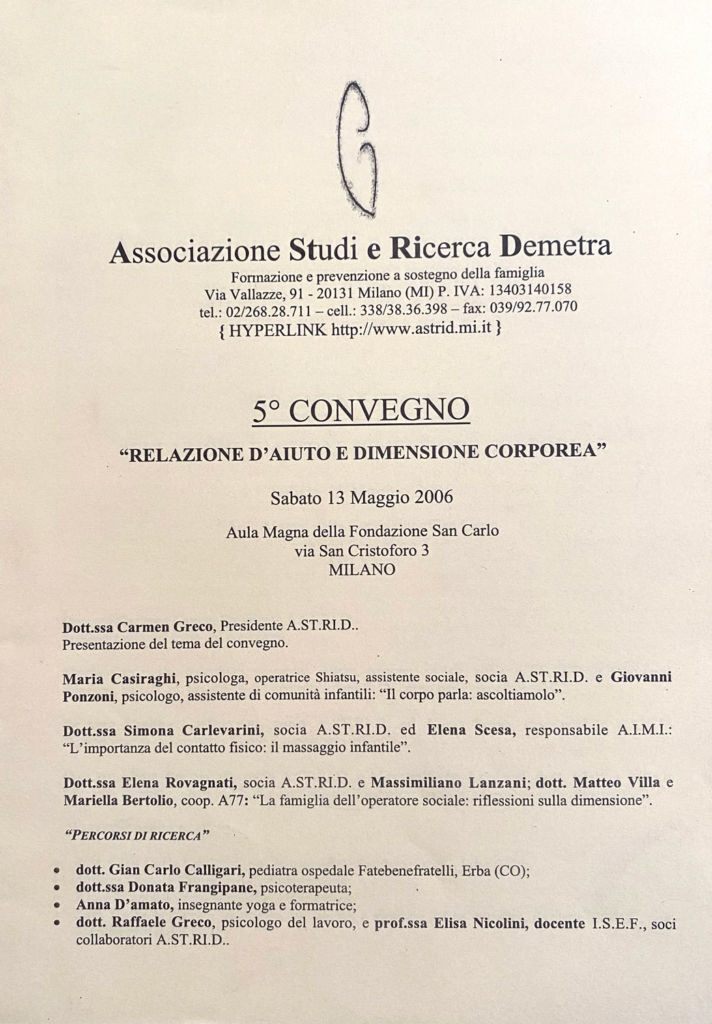 Associazione Studi e Ricerca Demetra
Formazione e prevenzione a sostegno della famiglia
Via Vallazze, 91 - 20131 Milano (MI) P. IVA: 13403140158
tel.: 02/268.28.711 – cell.: 338/38.36.398 – fax: 039/92.77.070
{ HYPERLINK http://www.astrid.mi.it }
5° CONVEGNO
“RELAZIONE D’AIUTO E DIMENSIONE CORPOREA”
Sabato 13 Maggio 2006
Aula Magna della Fondazione San Carlo
via San Cristoforo 3
MILANO
Dott.ssa Carmen Greco, Presidente A.ST.RI.D..
Presentazione del tema del convegno.
Maria Casiraghi, psicologa, operatrice Shiatsu, assistente sociale, socia A.ST.RI.D. e Giovanni
Ponzoni, psicologo, assistente di comunità infantili: “Il corpo parla: ascoltiamolo”.
Dott.ssa Simona Carlevarini, socia A.ST.RI.D. ed Elena Scesa, responsabile A.I.M.I.:
“L’importanza del contatto fisico: il massaggio infantile”.
Dott.ssa Elena Rovagnati, socia A.ST.RI.D. e Massimiliano Lanzani; dott. Matteo Villa e
Mariella Bertolio, coop. A77: “La famiglia dell’operatore sociale: riflessioni sulla dimensione”.
“PERCORSI DI RICERCA”
• dott. Gian Carlo Calligari, pediatra ospedale Fatebenefratelli, Erba (CO);
• dott.ssa Donata Frangipane, psicoterapeuta;
• Anna D’amato, insegnante yoga e formatrice;
• dott. Raffaele Greco, psicologo del lavoro, e prof.ssa Elisa Nicolini, docente I.S.E.F., soci
collaboratori A.ST.RI.D..